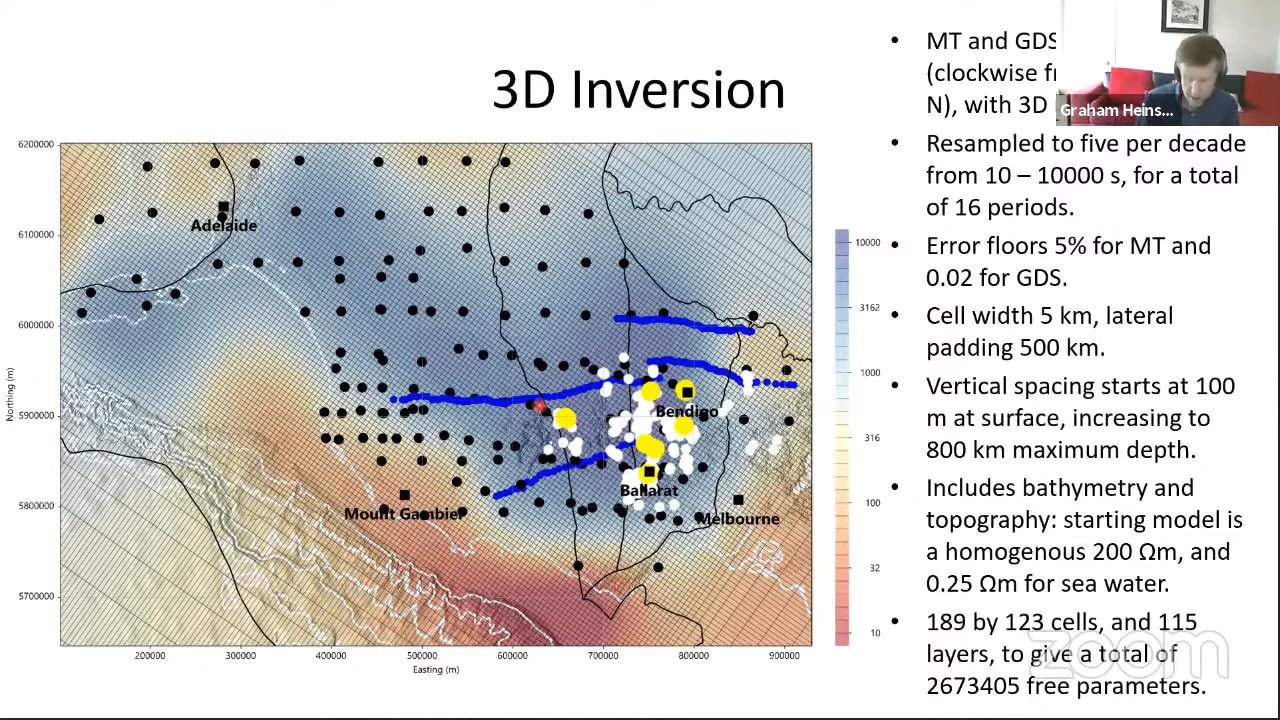 3D Inversion
• MT and GDS
(clockwise
N), with 3D
• Resampled to five per decade
from 10 – 10000 s, for a total
of 16 periods.
• Error floors 5% for MT and
0.02 for GDS.
• Cell width 5 km, lateral
padding 500 km.
• Vertical spacing starts at 100
m at surface, increasing to
800 km maximum depth.
• Includes bathymetry and
topography: starting model is
a homogenous 200 Ωm, and
0.25 Ωm for sea water.
• 189 by 123 cells, and 115
layers, to give a total of
2673405 free parameters.
Graham Heins...
6200000
6100000
6000000
5900000
5800000
5700000
Northing (m)
200000
300000
400000
500000
600000
700000
800000
900000
Easting (m)
Adelaide
Bendigo
Ballarat
Mount Gambier
Melbourne
10000
3162
1000
316
100
32
10
zoom